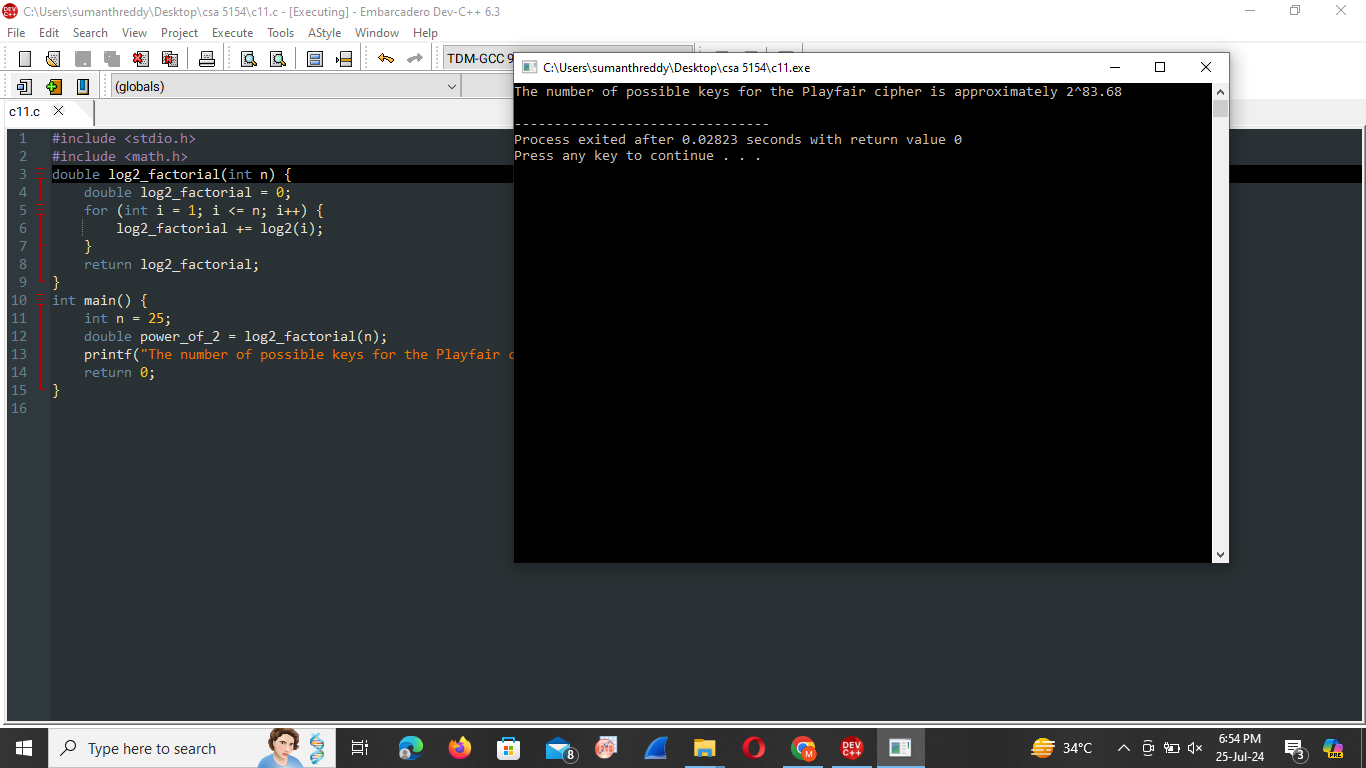 C:\Users\sumanthreddy\Desktop\csa 5154\c11.c - [Executing] - Embarcadero Dev-C++ 6.3
File Edit Search View Project Execute Tools AStyle Window Help
TDM-GCC 9
(globals)
c11.c
C:\Users\sumanthreddy\Desktop\csa 5154\c11.exe
The number of possible keys for the Playfair cipher is approximately 2^83.68
--------------------------------
Process exited after 0.02823 seconds with return value 0
Press any key to continue . . .
1 #include <stdio.h>
2 #include <math.h>
3 double log2_factorial(int n) {
4 double log2_factorial = 0;
5 for (int i = 1; i <= n; i++) {
6 log2_factorial += log2(i);
7 }
8 return log2_factorial;
9 }
10 int main() {
11 int n = 25;
12 double power_of_2 = log2_factorial(n);
13 printf("The number of possible keys for the Playfair c
14 return 0;
15 }
16
Type here to search
8
DEV C++
34°C
6:54 PM
25-Jul-24
3
PRE